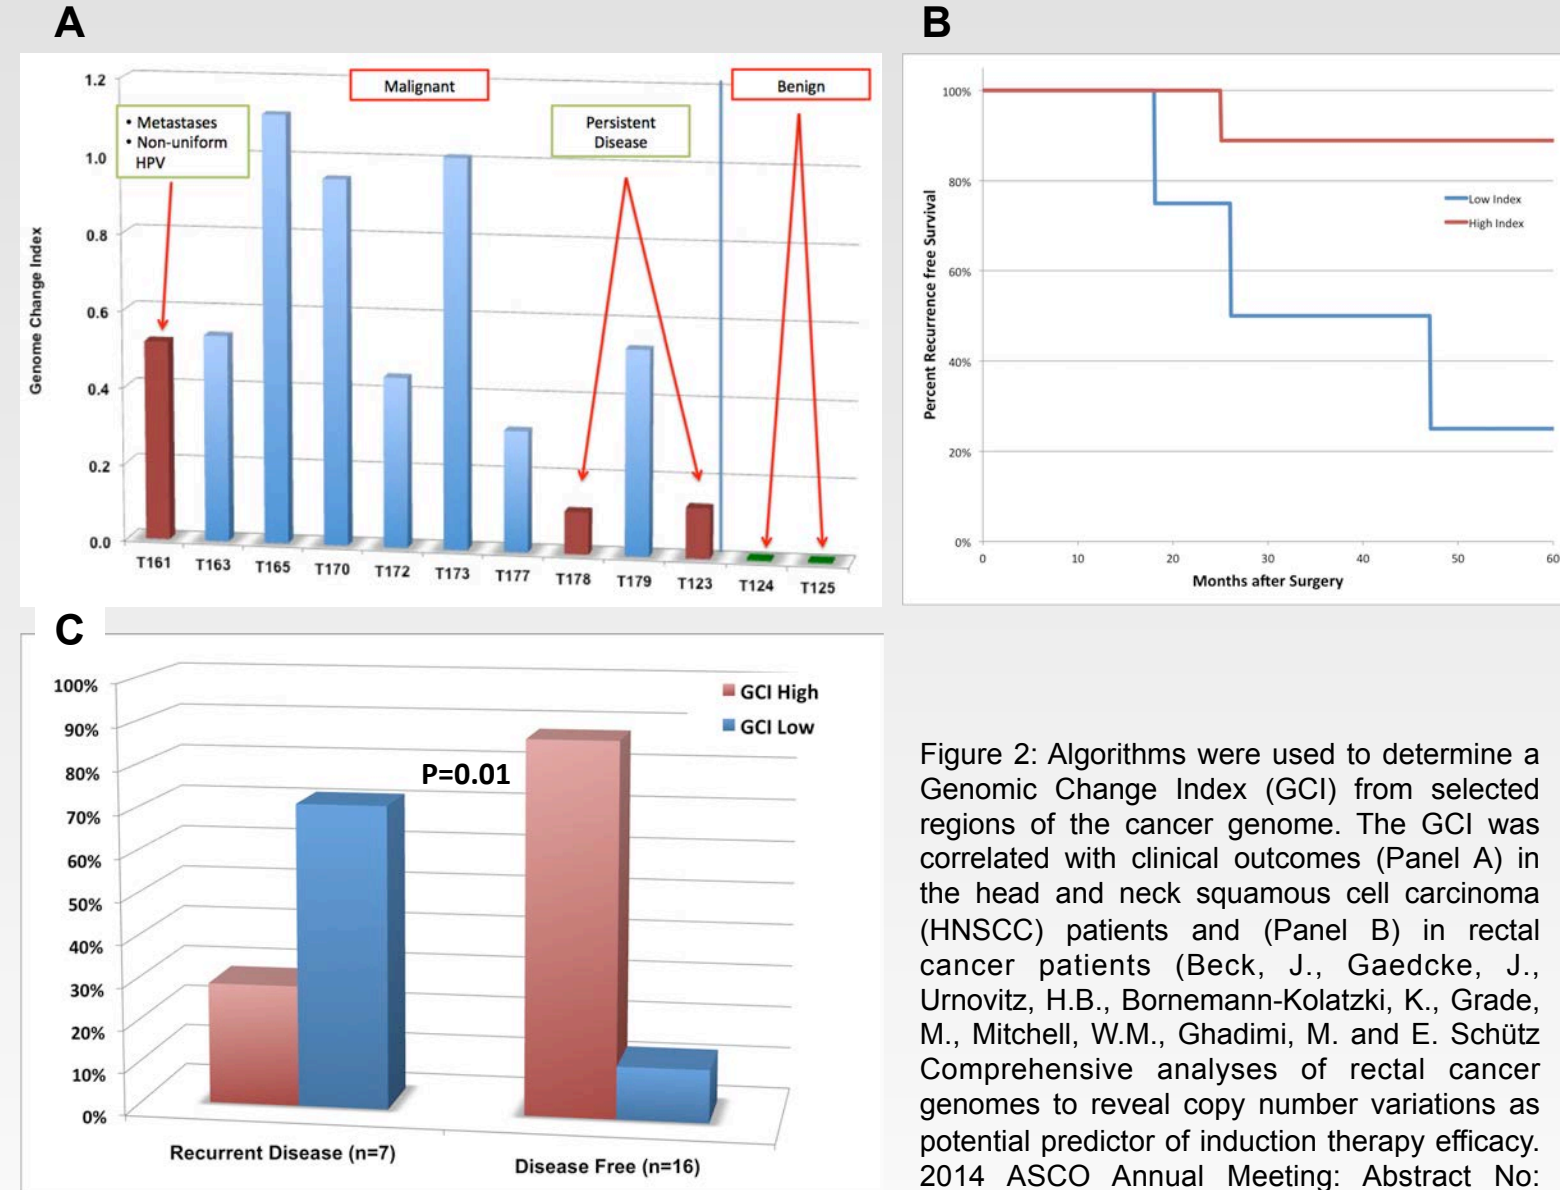 A
1.2
1.0
0.8
0.6
0.4
0.2
0.0
Genome Change Index
• Metastases
• Non-uniform
HPV
Malignant
Persistent
Disease
Benign
T161 T163 T165 T170 T172 T173 T177 T178 T179 T123 T124 T125
B
100%
80%
60%
40%
20%
0%
Percent Recurrence free Survival
Low Index
High Index
0 10 20 30 40 50 60
Months after Surgery
C
100%
90%
80%
70%
60%
50%
40%
30%
20%
10%
0%
P=0.01
GCI High
GCI Low
Recurrent Disease (n=7) Disease Free (n=16)
Figure 2: Algorithms were used to determine a
Genomic Change Index (GCI) from selected
regions of the cancer genome. The GCI was
correlated with clinical outcomes (Panel A) in
the head and neck squamous cell carcinoma
(HNSCC) patients and (Panel B) in rectal
cancer patients (Beck, J., Gaedcke, J.,
Urnovitz, H.B., Bornemann-Kolatzki, K., Grade,
M., Mitchell, W.M., Ghadimi, M. and E. Schütz
Comprehensive analyses of rectal cancer
genomes to reveal copy number variations as
potential predictor of induction therapy efficacy.
2014 ASCO Annual Meeting: Abstract No: